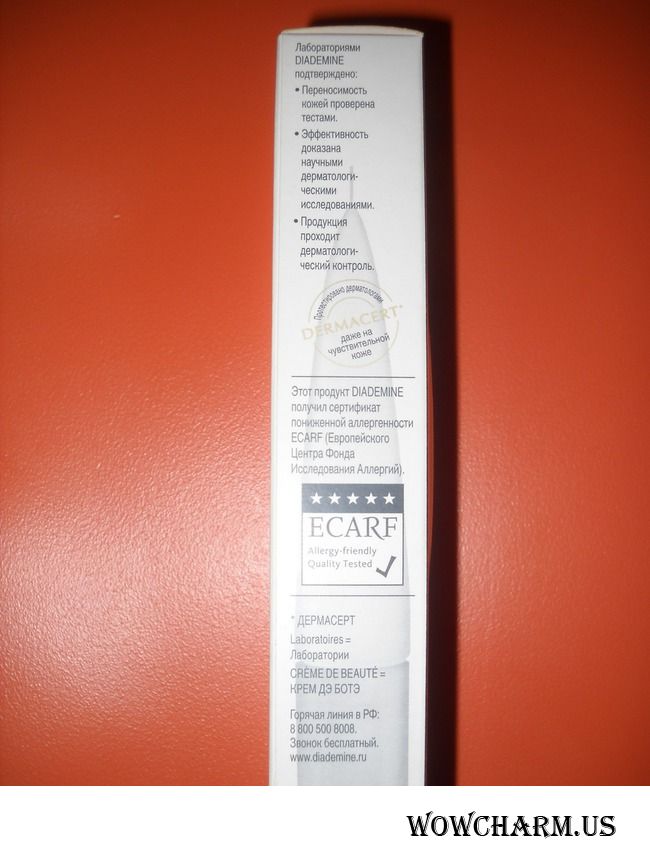 Лабораториями
DIADEMINE
подтверждено:
• Переносимость
кожей проверена
тестами.
• Эффективность
доказана
научными
дерматологи-
ческими
исследованиями.
• Продукция
проходит
дерматологи-
ческий контроль.
Протестировано дерматологами
DERMACERT*
даже на
чувствительной
коже
Этот продукт DIADEMINE
получил сертификат
пониженной аллергенности
ECARF (Европейского
Центра Фонда
Исследования Аллергий).
ECARF
Allergy-friendly
Quality Tested
* ДЕРМАСЕРТ
Laboratoires =
Лаборатории
CRÈME DE BEAUTÉ =
КРЕМ ДЭ БОТЭ
Горячая линия в РФ:
8 800 500 8008.
Звонок бесплатный.
www.diademine.ru
WOWCHARM.US